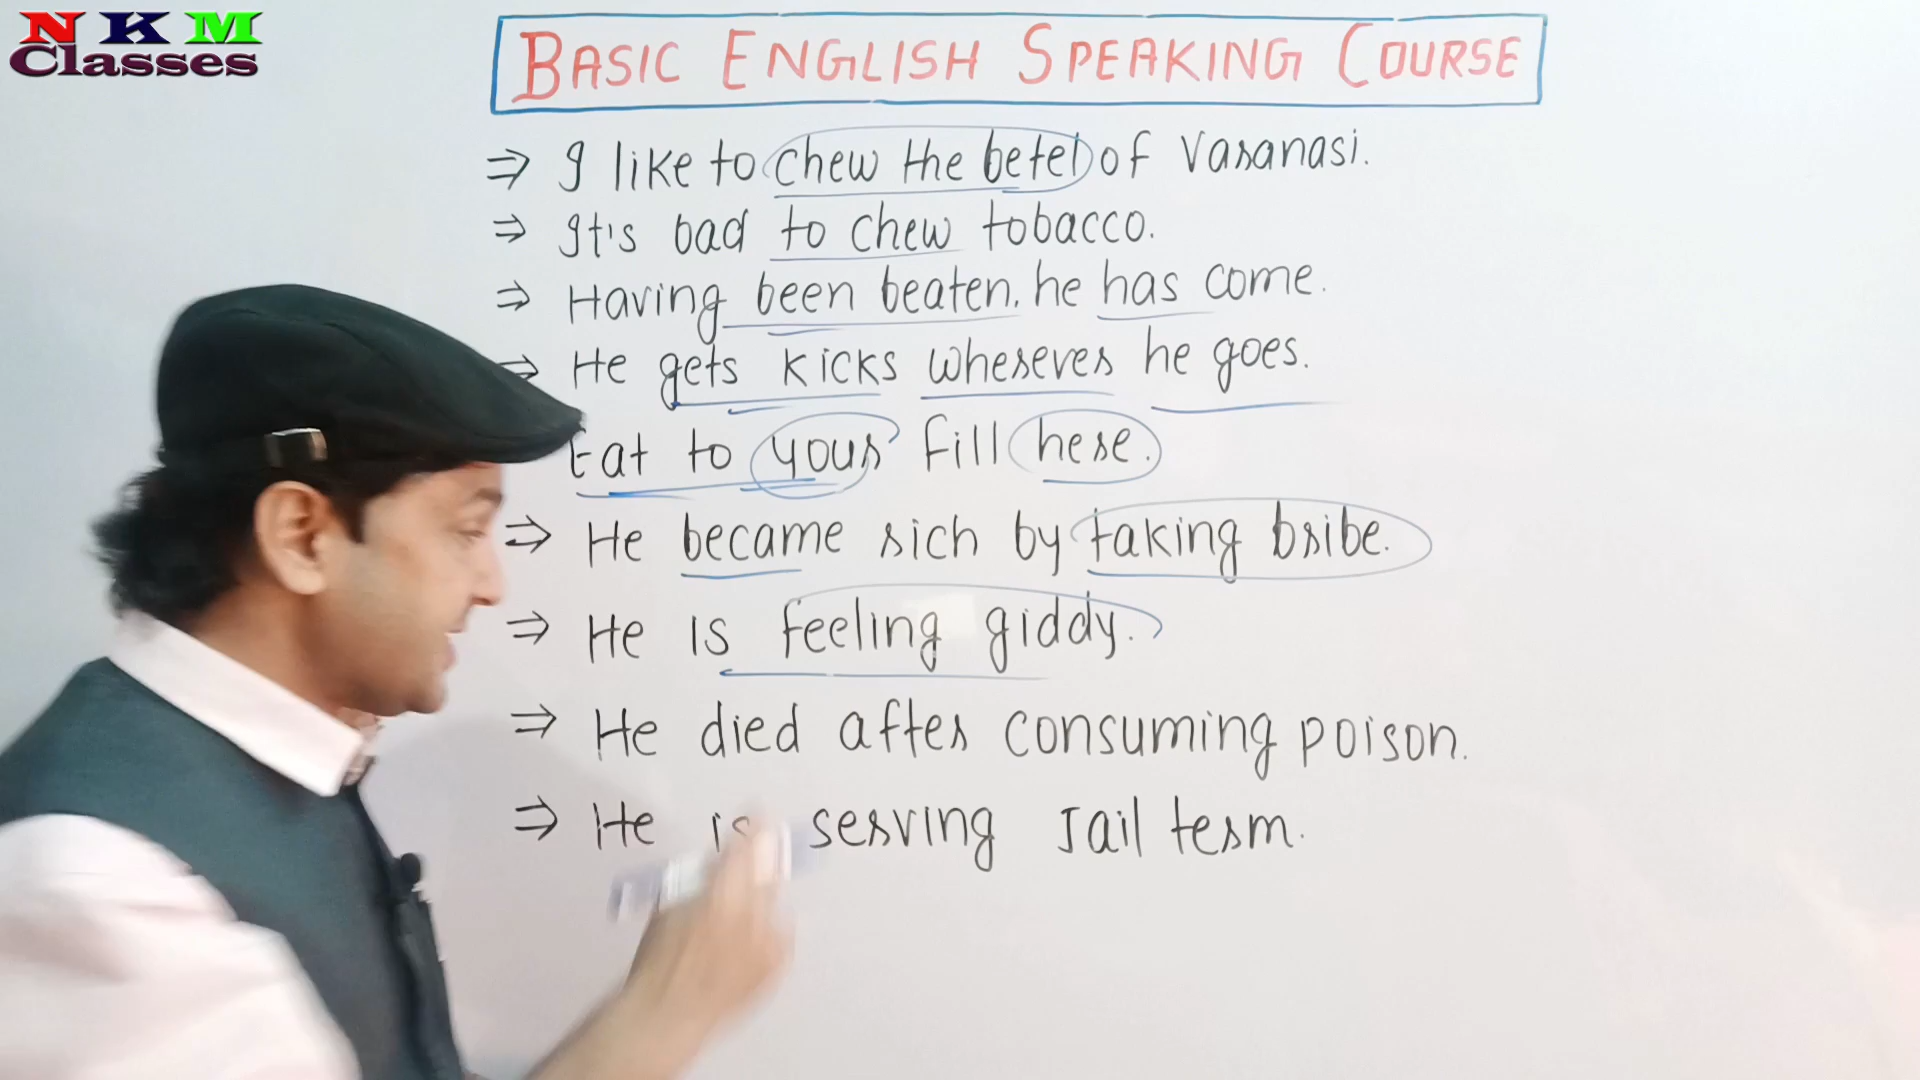 NKM
Classes
BASIC ENGLISH SPEAKING COURSE
⇒ I like to chew the betel of Varanasi.
⇒ It's bad to chew tobacco.
⇒ Having been beaten, he has come.
⇒ He gets kicks wherever he goes.
Eat to your fill here.
⇒ He became rich by taking bribe.
⇒ He is feeling giddy.
⇒ He died after consuming poison.
⇒ He is serving Jail term.